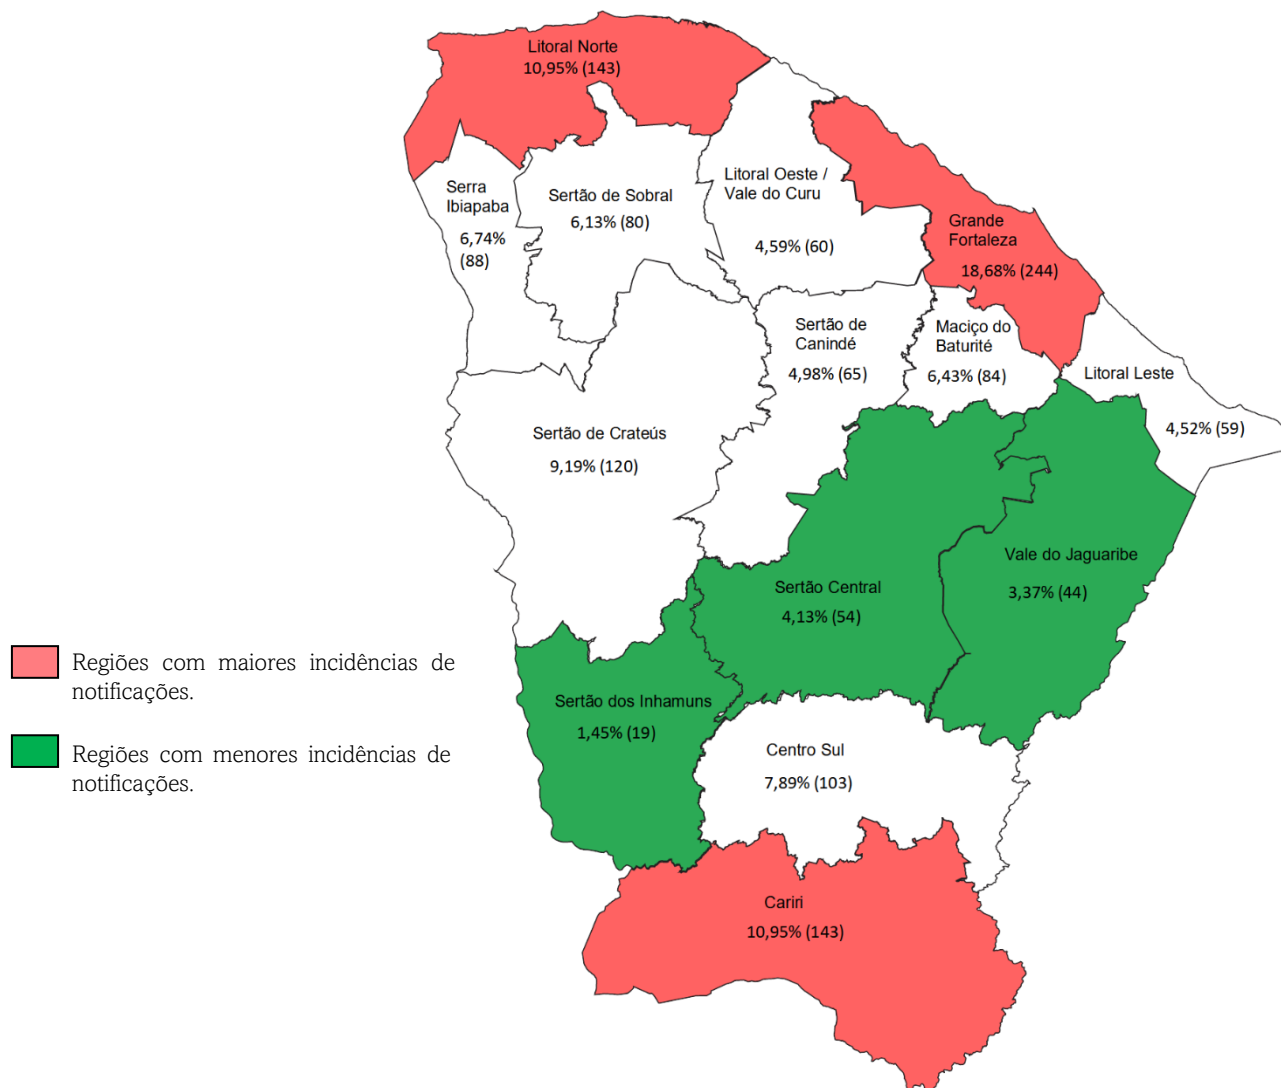 Litoral Norte
10,95% (143)
Serra
Ibiapaba
6,74%
(88)
Sertão de Sobral
6,13% (80)
Litoral Oeste /
Vale do Curu
4,59% (60)
Grande
Fortaleza
18,68% (244)
Sertão de
Canindé
4,98% (65)
Maciço do
Baturité
6,43% (84)
Litoral Leste
4,52% (59)
Sertão de Crateús
9,19% (120)
Vale do Jaguaribe
3,37% (44)
Sertão Central
4,13% (54)
Sertão dos Inhamuns
1,45% (19)
Centro Sul
7,89% (103)
Cariri
10,95% (143)
Regiões com maiores incidências de
notificações.
Regiões com menores incidências de
notificações.